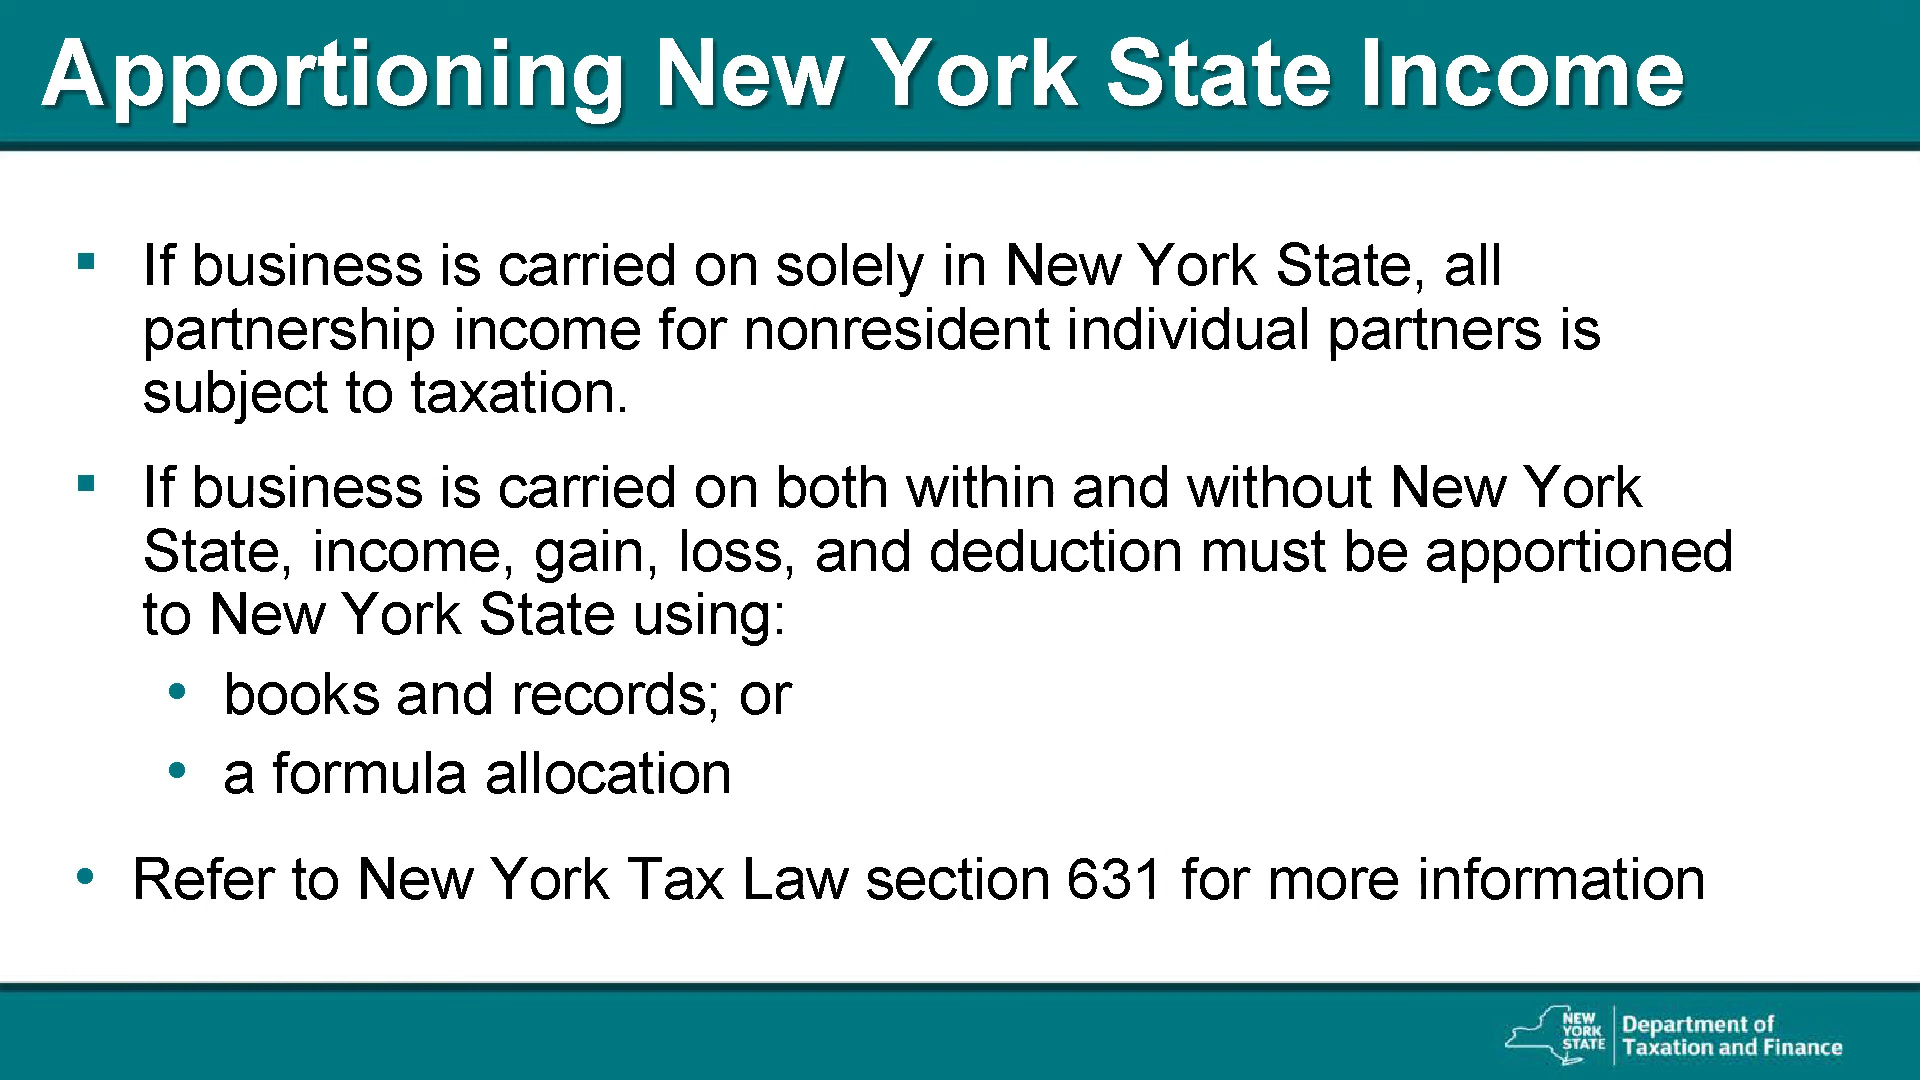 Apportioning New York State Income
▪ If business is carried on solely in New York State, all
partnership income for nonresident individual partners is
subject to taxation.
▪ If business is carried on both within and without New York
State, income, gain, loss, and deduction must be apportioned
to New York State using:
• books and records; or
• a formula allocation
• Refer to New York Tax Law section 631 for more information
NEW
YORK
STATE
Department of
Taxation and Finance